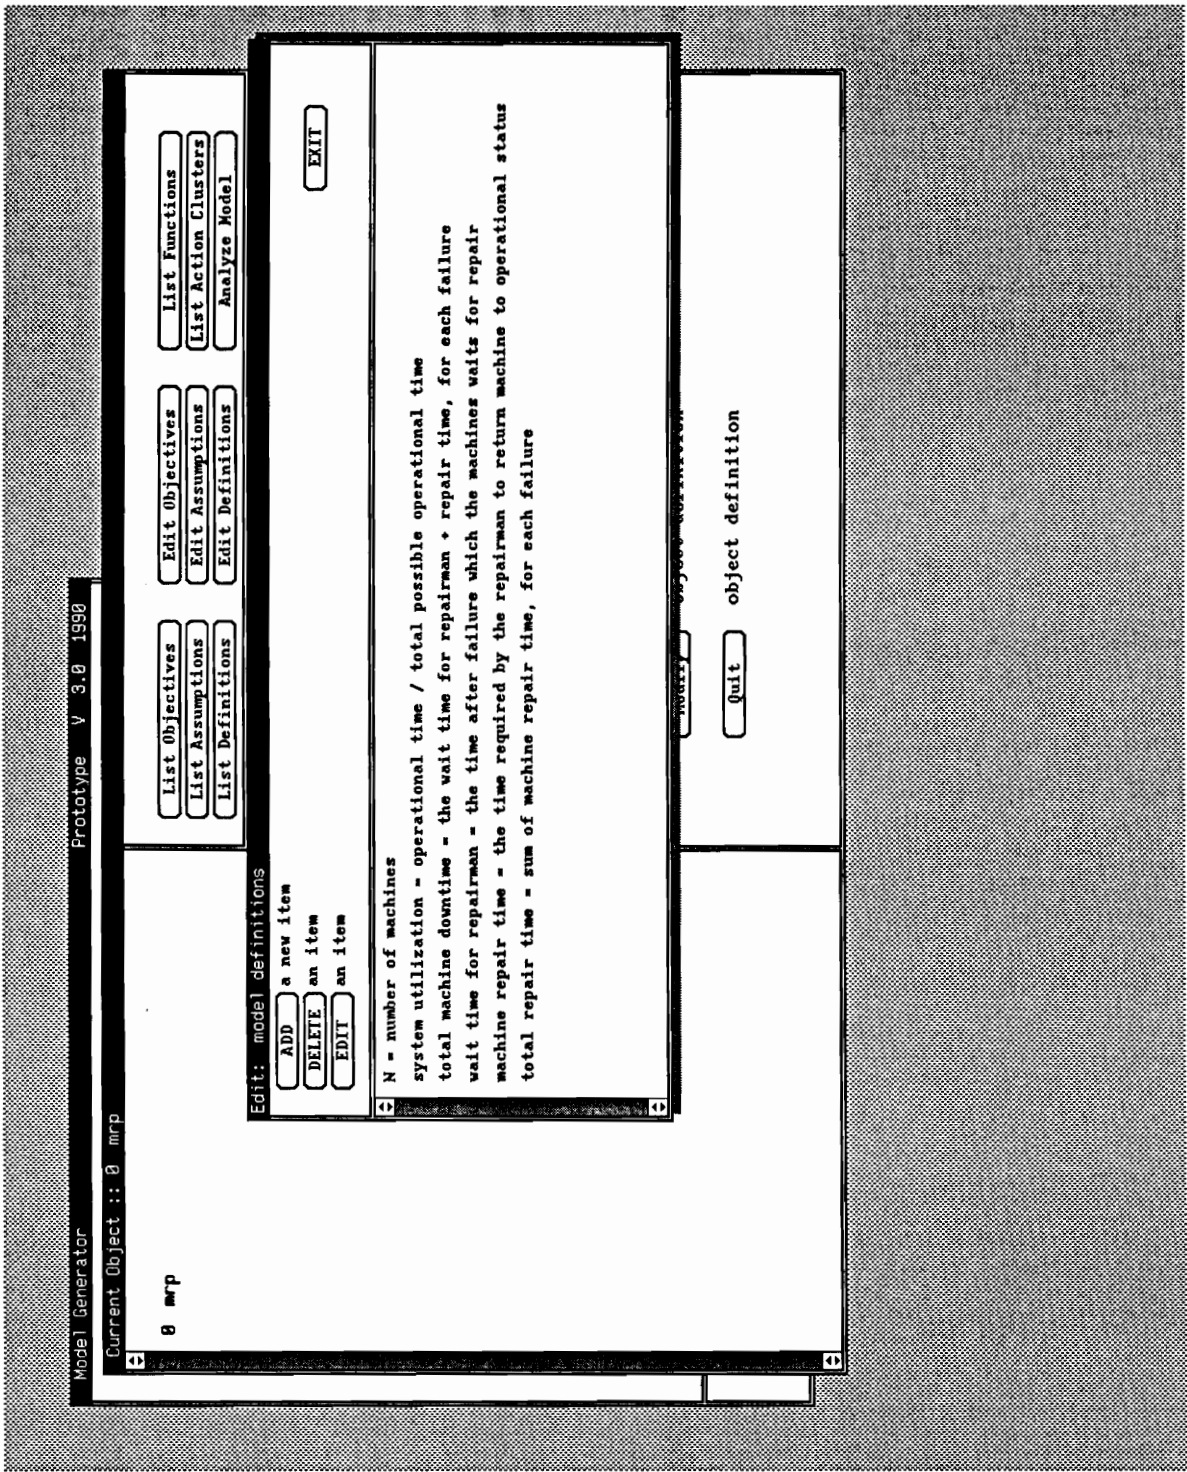 Model Generator Prototype V 3.0 1990
Current Object :: 0 mrp
0 mrp
List Objectives Edit Objectives List Functions
List Assumptions Edit Assumptions List Action Clusters
List Definitions Edit Definitions Analyze Model
Edit: model definitions
ADD a new item
DELETE an item EXIT
EDIT an item
N = number of machines
system utilization = operational time / total possible operational time
total machine downtime = the wait time for repairman + repair time, for each failure
wait time for repairman = the time after failure which the machines waits for repair
machine repair time = the time required by the repairman to return machine to operational status
total repair time = sum of machine repair time, for each failure
Modify object definition
Quit object definition